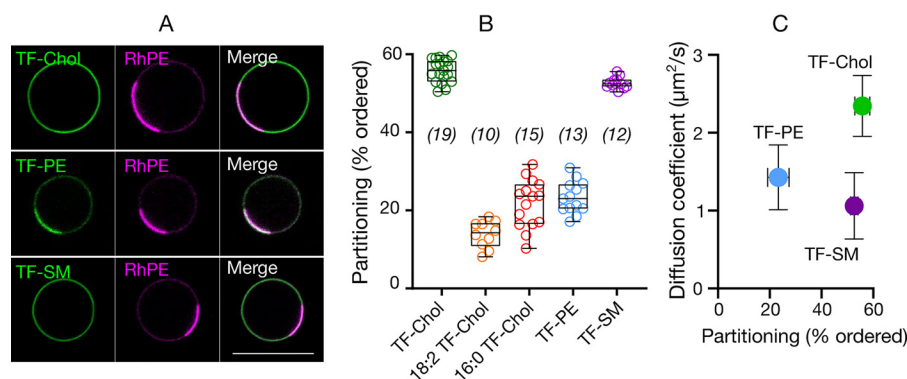 A
TF-Chol
RhPE
Merge
TF-PE
RhPE
Merge
TF-SM
RhPE
Merge
B
Partitioning (% ordered)
60
40
20
0
(19)
(10)
(15)
(13)
(12)
TF-Chol
18:2 TF-Chol
16:0 TF-Chol
TF-PE
TF-SM
C
Diffusion coefficient (µm²/s)
3
2
1
0
TF-Chol
TF-PE
TF-SM
0
20
40
60
Partitioning (% ordered)